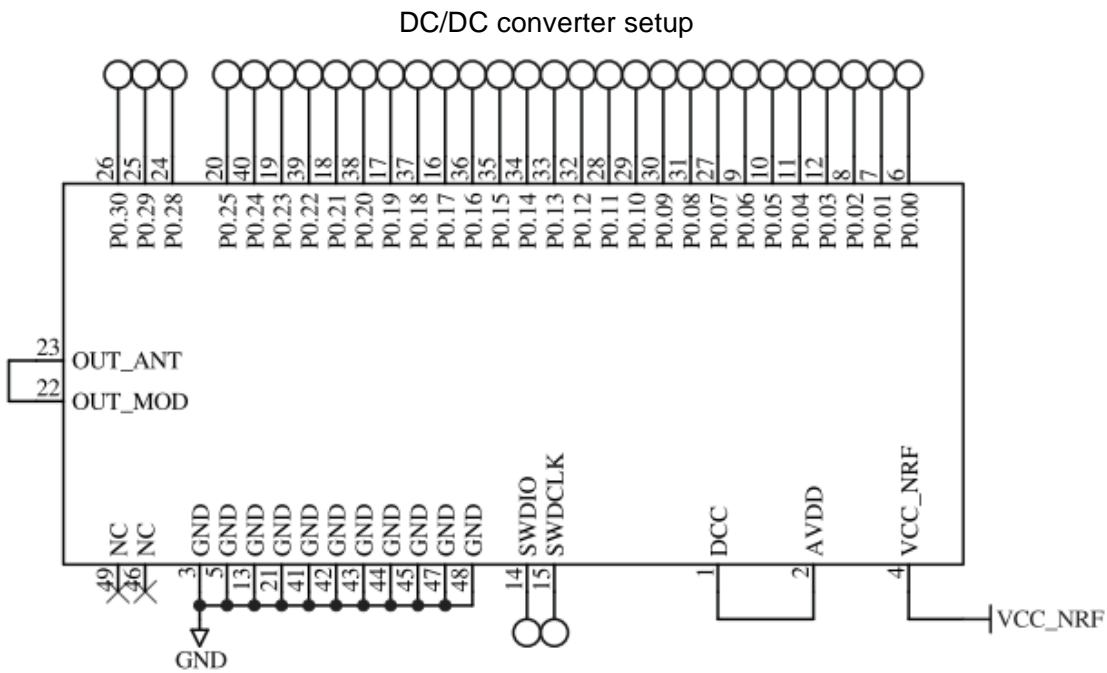 DC/DC converter setup
26 25 24 20 40 19 39 18 38 17 37 16 36 35 34 33 32 28 29 30 31 27 9 10 11 12 8 7 6
P0.30 P0.29 P0.28 P0.25 P0.24 P0.23 P0.22 P0.21 P0.20 P0.19 P0.18 P0.17 P0.16 P0.15 P0.14 P0.13 P0.12 P0.11 P0.10 P0.09 P0.08 P0.07 P0.06 P0.05 P0.04 P0.03 P0.02 P0.01 P0.00
23 OUT_ANT
22 OUT_MOD
NC NC GND GND GND GND GND GND GND GND GND GND GND SWDIO SWDCLK DCC AVDD VCC_NRF
49 46 3 5 13 21 41 42 43 44 45 47 48 14 15 1 2 4
VCC_NRF
GND